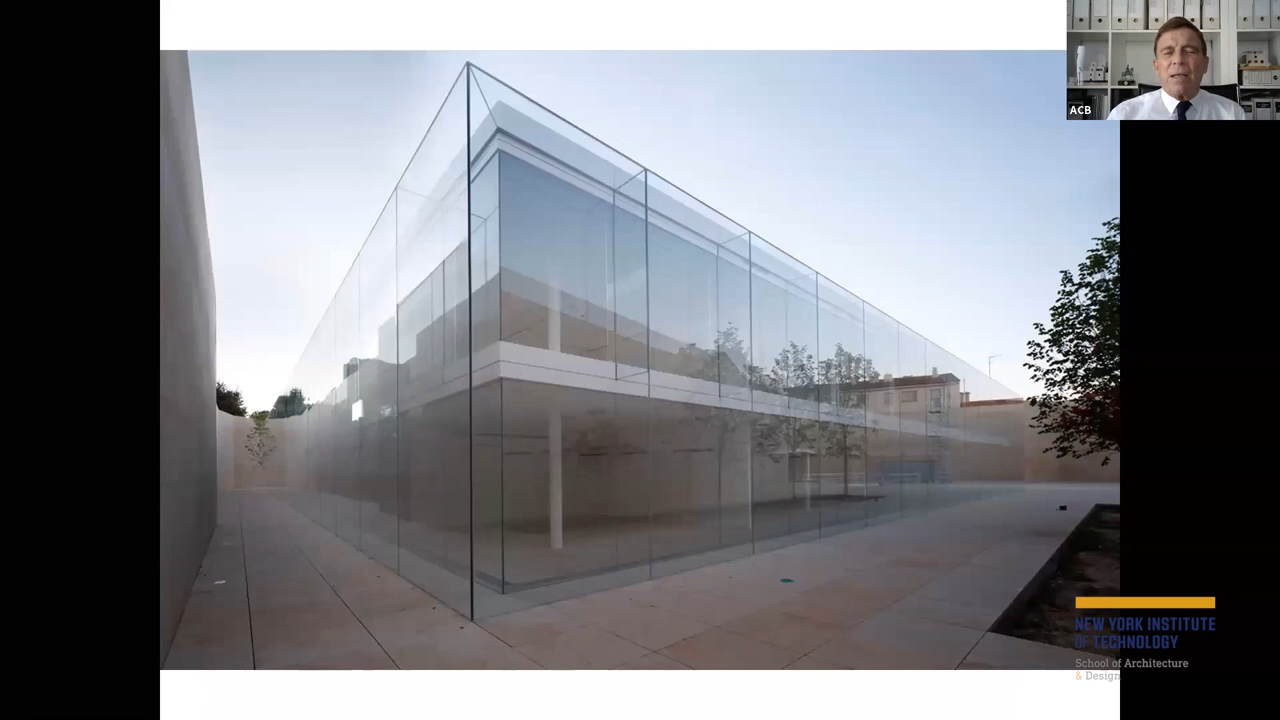 ACB
NEW YORK INSTITUTE
OF TECHNOLOGY
School of Architecture
& Design